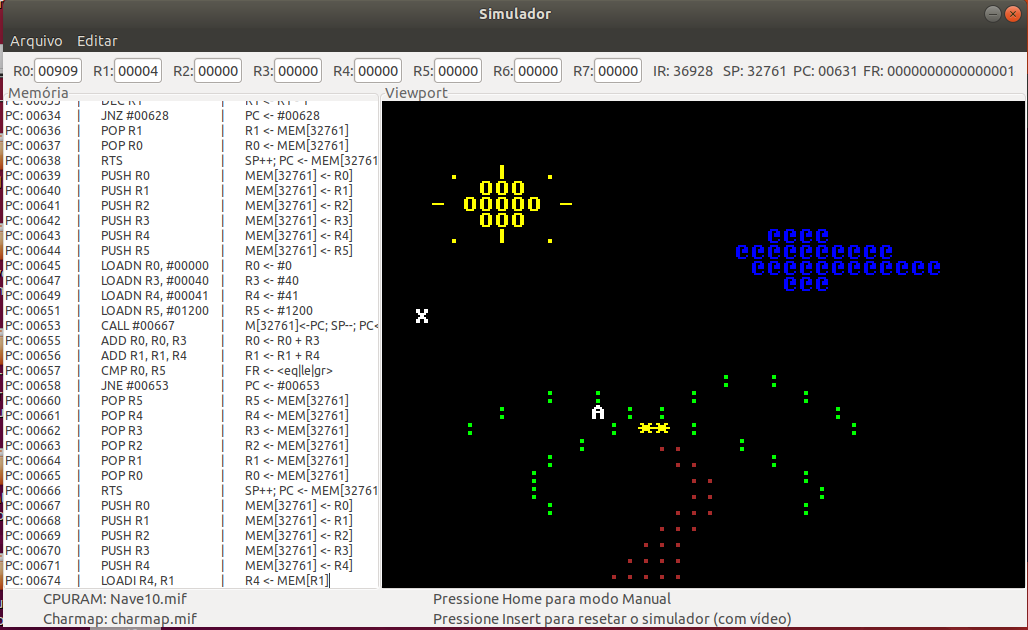 Simulador
Arquivo Editar
R0: 00909 R1: 00004 R2: 00000 R3: 00000 R4: 00000 R5: 00000 R6: 00000 R7: 00000 IR: 36928 SP: 32761 PC: 00631 FR: 0000000000000001
Memória Viewport
PC: 00633 | DEC R1 | R1 <- R1 - 1
PC: 00634 | JNZ #00628 | PC <- #00628
PC: 00636 | POP R1 | R1 <- MEM[32761]
PC: 00637 | POP R0 | R0 <- MEM[32761]
PC: 00638 | RTS | SP++; PC <- MEM[32761
PC: 00639 | PUSH R0 | MEM[32761] <- R0]
PC: 00640 | PUSH R1 | MEM[32761] <- R1]
PC: 00641 | PUSH R2 | MEM[32761] <- R2]
PC: 00642 | PUSH R3 | MEM[32761] <- R3]
PC: 00643 | PUSH R4 | MEM[32761] <- R4]
PC: 00644 | PUSH R5 | MEM[32761] <- R5]
PC: 00645 | LOADN R0, #00000 | R0 <- #0
PC: 00647 | LOADN R3, #00040 | R3 <- #40
PC: 00649 | LOADN R4, #00041 | R4 <- #41
PC: 00651 | LOADN R5, #01200 | R5 <- #1200
PC: 00653 | CALL #00667 | M[32761]<-PC; SP--; PC<
PC: 00655 | ADD R0, R0, R3 | R0 <- R0 + R3
PC: 00656 | ADD R1, R1, R4 | R1 <- R1 + R4
PC: 00657 | CMP R0, R5 | FR <- <eq|le|gr>
PC: 00658 | JNE #00653 | PC <- #00653
PC: 00660 | POP R5 | R5 <- MEM[32761]
PC: 00661 | POP R4 | R4 <- MEM[32761]
PC: 00662 | POP R3 | R3 <- MEM[32761]
PC: 00663 | POP R2 | R2 <- MEM[32761]
PC: 00664 | POP R1 | R1 <- MEM[32761]
PC: 00665 | POP R0 | R0 <- MEM[32761]
PC: 00666 | RTS | SP++; PC <- MEM[32761
PC: 00667 | PUSH R0 | MEM[32761] <- R0]
PC: 00668 | PUSH R1 | MEM[32761] <- R1]
PC: 00669 | PUSH R2 | MEM[32761] <- R2]
PC: 00670 | PUSH R3 | MEM[32761] <- R3]
PC: 00671 | PUSH R4 | MEM[32761] <- R4]
PC: 00674 | LOADI R4, R1 | R4 <- MEM[R1]
. | .
OOO
— OOOOO —
OOO
. | .
@@@@
@@@@@@@@@@
@@@@@@@@@@@@
@@@
X
A
**
CPURAM: Nave10.mif Pressione Home para modo Manual
Charmap: charmap.mif Pressione Insert para resetar o simulador (com vídeo)